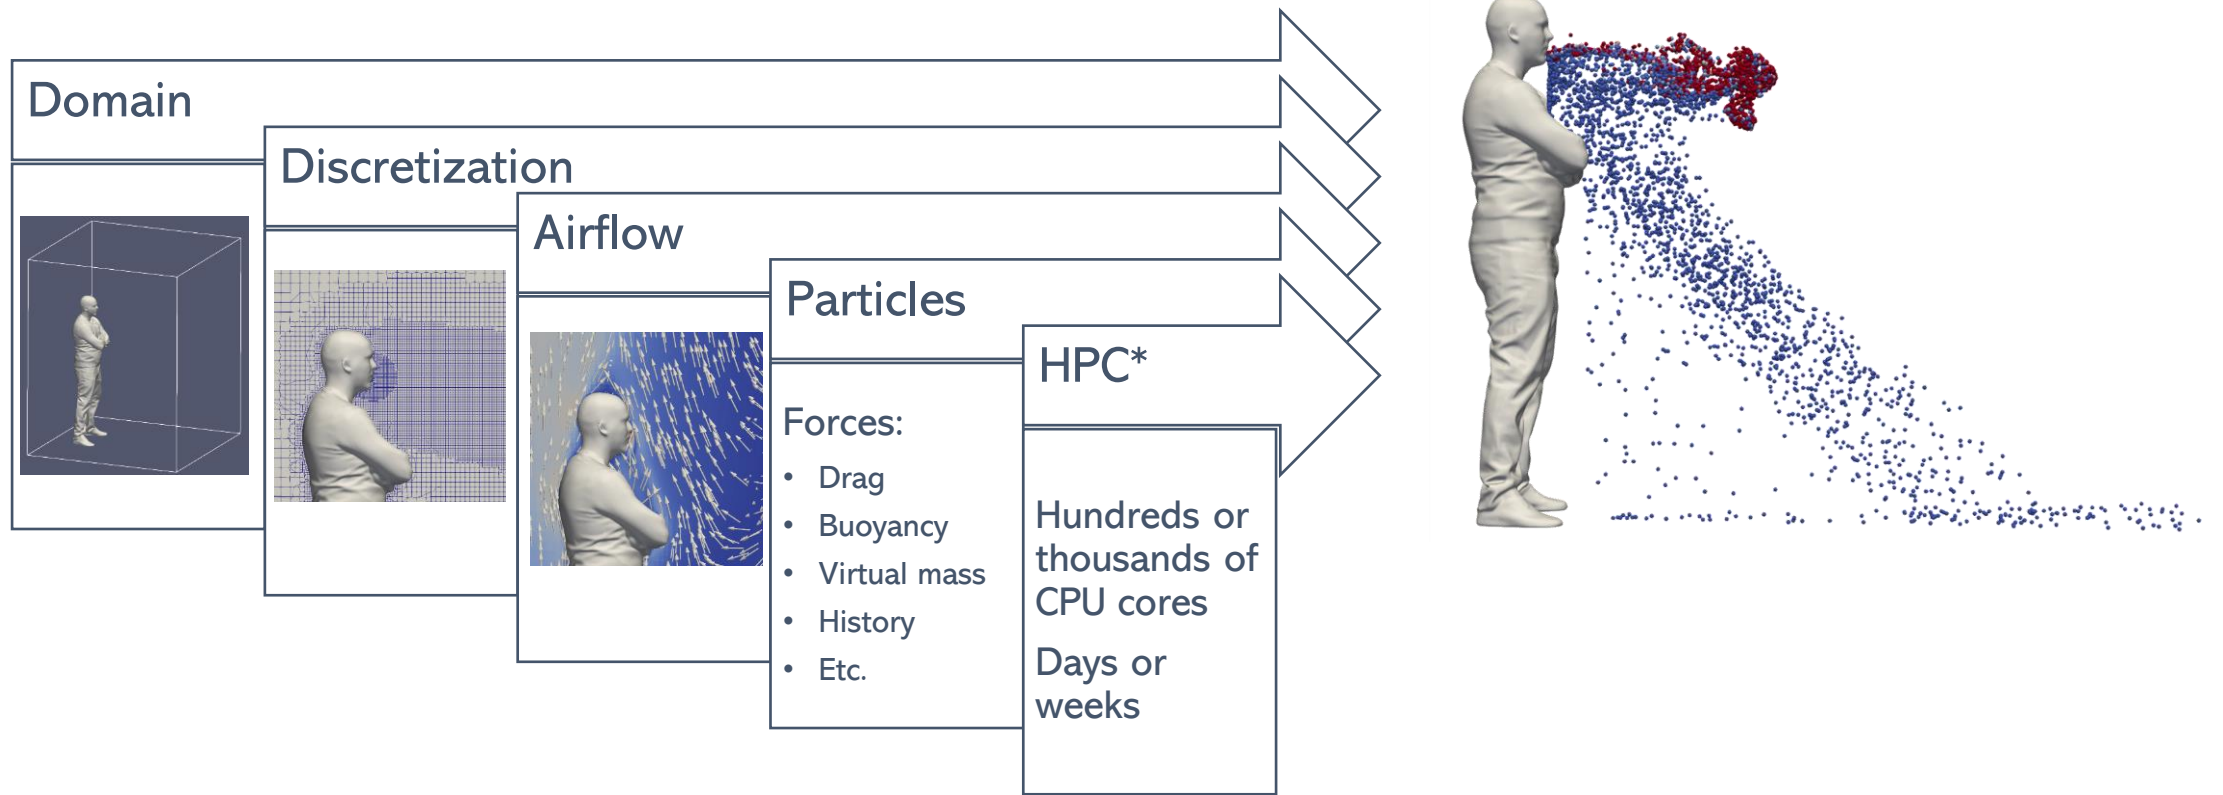 Domain
Discretization
Airflow
Particles
Forces:
• Drag
• Buoyancy
• Virtual mass
• History
• Etc.
HPC*
Hundreds or
thousands of
CPU cores
Days or
weeks